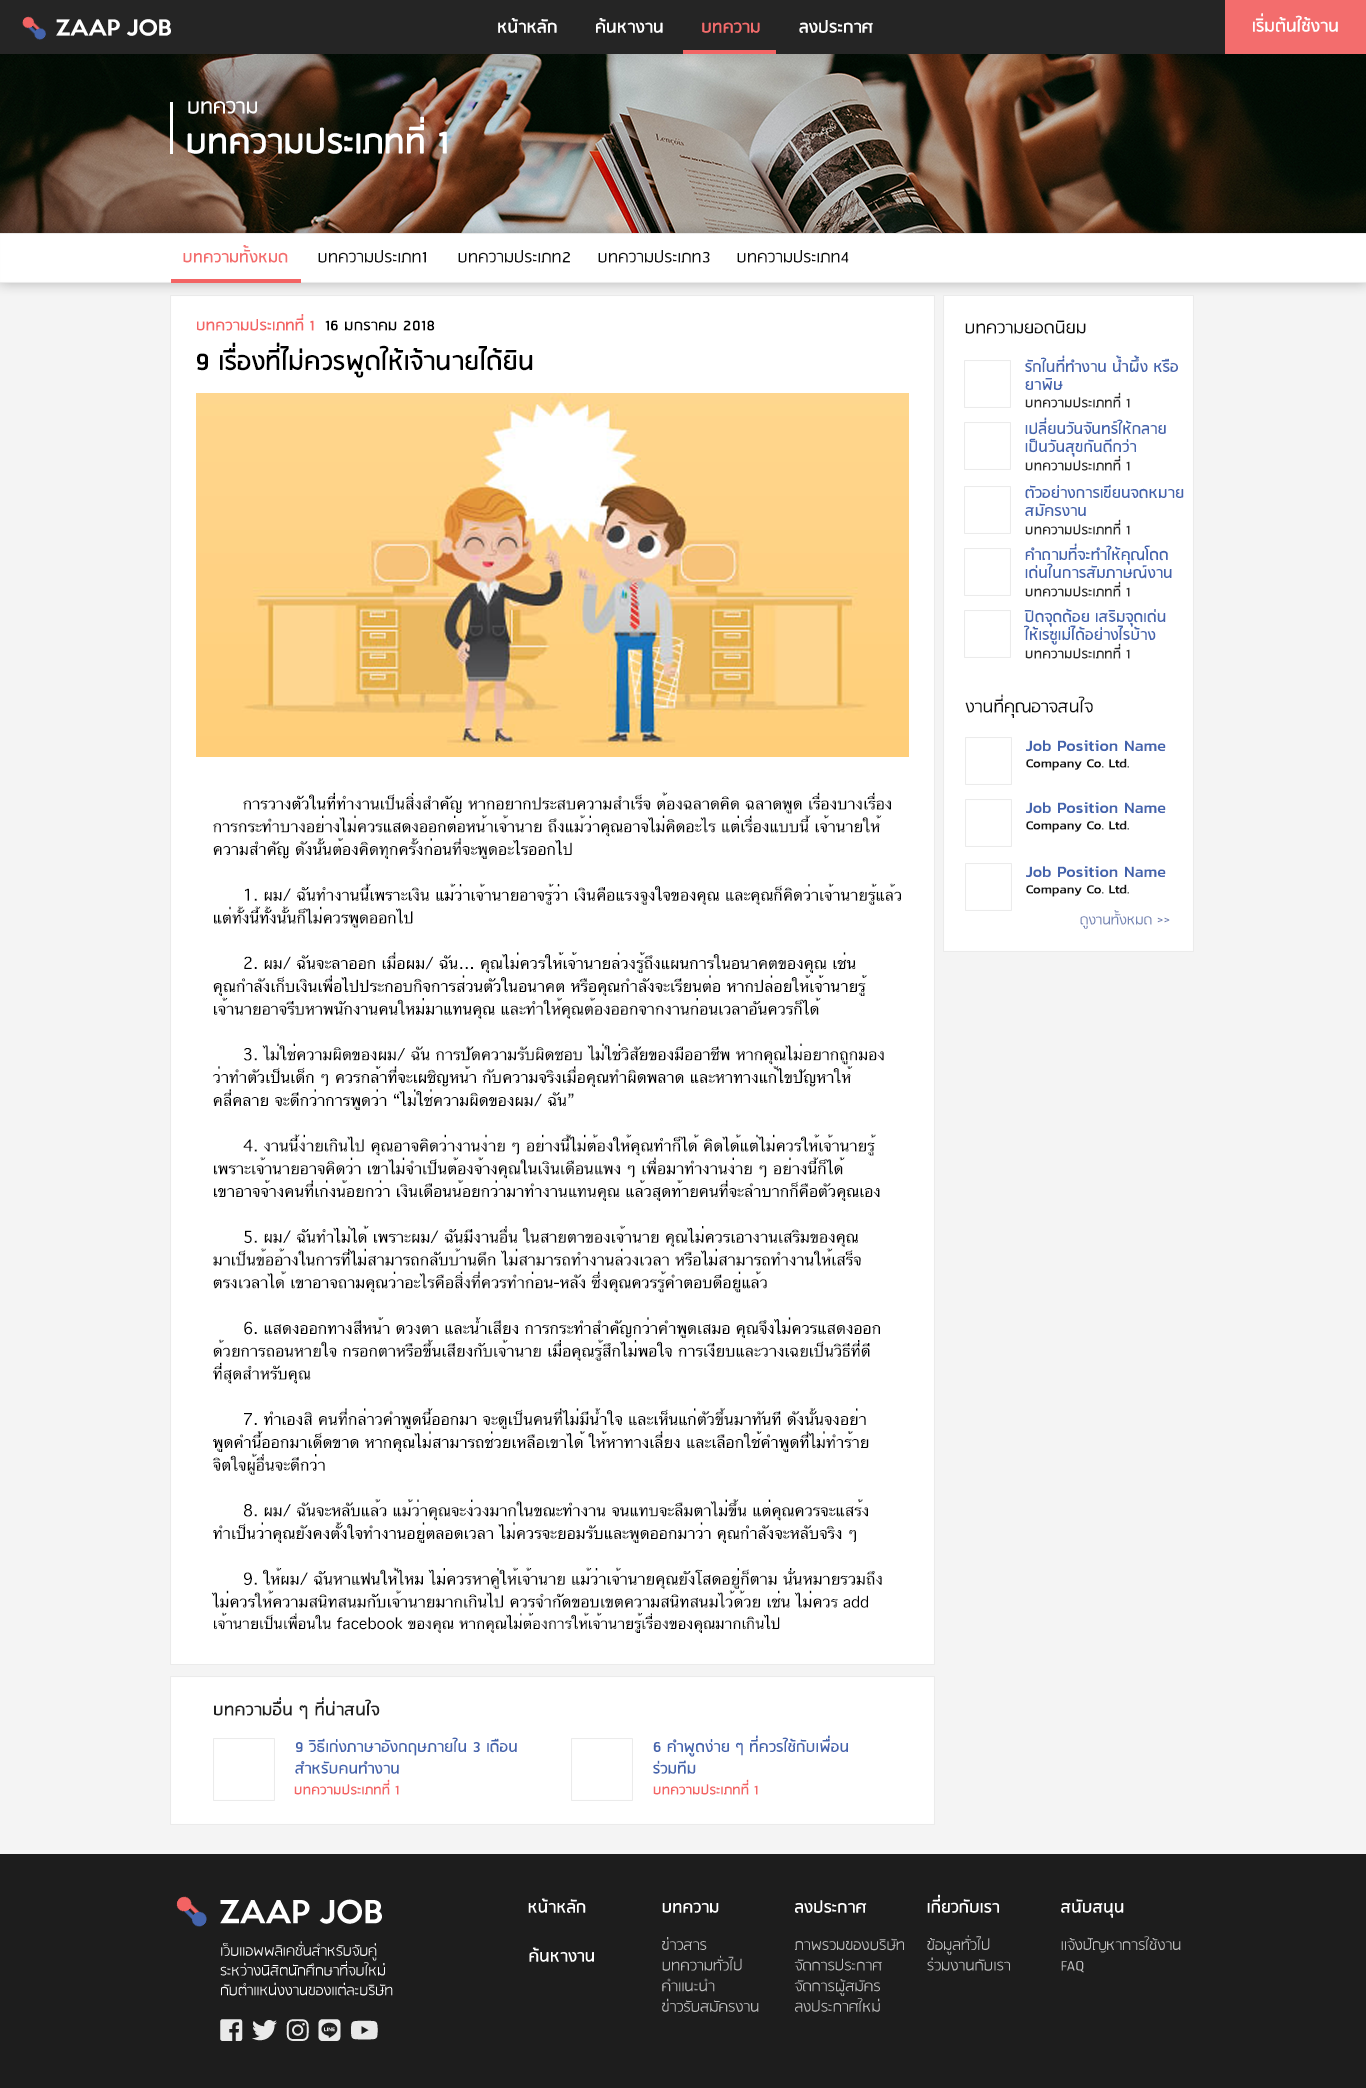 ZAAP JOB
หน้าหลัก
ค้นหางาน
บทความ
ลงประกาศ
เริ่มต้นใช้งาน
บทความ
บทความประเภทที่ 1
Lençóis
บทความทั้งหมด
บทความประเภท1
บทความประเภท2
บทความประเภท3
บทความประเภท4
บทความประเภทที่ 1 16 มกราคม 2018
9 เรื่องที่ไม่ควรพูดให้เจ้านายได้ยิน
การวางตัวในที่ทำงานเป็นสิ่งสำคัญ หากอยากประสบความสำเร็จ ต้องฉลาดคิด ฉลาดพูด เรื่องบางเรื่อง
การกระทำบางอย่างไม่ควรแสดงออกต่อหน้าเจ้านาย ถึงแม้ว่าคุณอาจไม่คิดอะไร แต่เรื่องแบบนี้ เจ้านายให้
ความสำคัญ ดังนั้นต้องคิดทุกครั้งก่อนที่จะพูดอะไรออกไป
1. ผม/ ฉันทำงานนี้เพราะเงิน แม้ว่าเจ้านายอาจรู้ว่า เงินคือแรงจูงใจของคุณ และคุณก็คิดว่าเจ้านายรู้แล้ว
แต่ทั้งนี้ทั้งนั้นก็ไม่ควรพูดออกไป
2. ผม/ ฉันจะลาออก เมื่อผม/ ฉัน... คุณไม่ควรให้เจ้านายล่วงรู้ถึงแผนการในอนาคตของคุณ เช่น
คุณกำลังเก็บเงินเพื่อไปประกอบกิจการส่วนตัวในอนาคต หรือคุณกำลังจะเรียนต่อ หากปล่อยให้เจ้านายรู้
เจ้านายอาจรีบหาพนักงานคนใหม่มาแทนคุณ และทำให้คุณต้องออกจากงานก่อนเวลาอันควรก็ได้
3. ไม่ใช่ความผิดของผม/ ฉัน การปัดความรับผิดชอบ ไม่ใช่วิสัยของมืออาชีพ หากคุณไม่อยากถูกมอง
ว่าทำตัวเป็นเด็ก ๆ ควรกล้าที่จะเผชิญหน้า กับความจริงเมื่อคุณทำผิดพลาด และหาทางแก้ไขปัญหาให้
คลี่คลาย จะดีกว่าการพูดว่า “ไม่ใช่ความผิดของผม/ ฉัน”
4. งานนี้ง่ายเกินไป คุณอาจคิดว่างานง่าย ๆ อย่างนี้ไม่ต้องให้คุณทำก็ได้ คิดได้แต่ไม่ควรให้เจ้านายรู้
เพราะเจ้านายอาจคิดว่า เขาไม่จำเป็นต้องจ้างคุณในเงินเดือนแพง ๆ เพื่อมาทำงานง่าย ๆ อย่างนี้ก็ได้
เขาอาจจ้างคนที่เก่งน้อยกว่า เงินเดือนน้อยกว่ามาทำงานแทนคุณ แล้วสุดท้ายคนที่จะลำบากก็คือตัวคุณเอง
5. ผม/ ฉันทำไม่ได้ เพราะผม/ ฉันมีงานอื่น ในสายตาของเจ้านาย คุณไม่ควรเอางานเสริมของคุณ
มาเป็นข้ออ้างในการที่ไม่สามารถกลับบ้านดึก ไม่สามารถทำงานล่วงเวลา หรือไม่สามารถทำงานให้เสร็จ
ตรงเวลาได้ เขาอาจถามคุณว่าอะไรคือสิ่งที่ควรทำก่อน-หลัง ซึ่งคุณควรรู้คำตอบดีอยู่แล้ว
6. แสดงออกทางสีหน้า ดวงตา และน้ำเสียง การกระทำสำคัญกว่าคำพูดเสมอ คุณจึงไม่ควรแสดงออก
ด้วยการถอนหายใจ กรอกตาหรือขึ้นเสียงกับเจ้านาย เมื่อคุณรู้สึกไม่พอใจ การเงียบและวางเฉยเป็นวิธีที่ดี
ที่สุดสำหรับคุณ
7. ทำเองสิ คนที่กล่าวคำพูดนี้ออกมา จะดูเป็นคนที่ไม่มีน้ำใจ และเห็นแก่ตัวขึ้นมาทันที ดังนั้นจงอย่า
พูดคำนี้ออกมาเด็ดขาด หากคุณไม่สามารถช่วยเหลือเขาได้ ให้หาทางเลี่ยง และเลือกใช้คำพูดที่ไม่ทำร้าย
จิตใจผู้อื่นจะดีกว่า
8. ผม/ ฉันจะหลับแล้ว แม้ว่าคุณจะง่วงมากในขณะทำงาน จนแทบจะลืมตาไม่ขึ้น แต่คุณควรจะแสร้ง
ทำเป็นว่าคุณยังคงตั้งใจทำงานอยู่ตลอดเวลา ไม่ควรจะยอมรับและพูดออกมาว่า คุณกำลังจะหลับจริง ๆ
9. ให้ผม/ ฉันหาแฟนให้ไหม ไม่ควรหาคู่ให้เจ้านาย แม้ว่าเจ้านายคุณยังโสดอยู่ก็ตาม นั่นหมายรวมถึง
ไม่ควรให้ความสนิทสนมกับเจ้านายมากเกินไป ควรจำกัดขอบเขตความสนิทสนมไว้ด้วย เช่น ไม่ควร add
เจ้านายเป็นเพื่อนใน facebook ของคุณ หากคุณไม่ต้องการให้เจ้านายรู้เรื่องของคุณมากเกินไป
บทความยอดนิยม
รักในที่ทำงาน น้ำผึ้ง หรือ
ยาพิษ
บทความประเภทที่ 1
เปลี่ยนวันจันทร์ให้กลาย
เป็นวันสุขกันดีกว่า
บทความประเภทที่ 1
ตัวอย่างการเขียนจดหมาย
สมัครงาน
บทความประเภทที่ 1
คำถามที่จะทำให้คุณโดด
เด่นในการสัมภาษณ์งาน
บทความประเภทที่ 1
ปิดจุดด้อย เสริมจุดเด่น
ให้เรซูเม่ได้อย่างไรบ้าง
บทความประเภทที่ 1
งานที่คุณอาจสนใจ
Job Position Name
Company Co. Ltd.
Job Position Name
Company Co. Ltd.
Job Position Name
Company Co. Ltd.
ดูงานทั้งหมด >>
บทความอื่น ๆ ที่น่าสนใจ
9 วิธีเก่งภาษาอังกฤษภายใน 3 เดือน
สำหรับคนทำงาน
บทความประเภทที่ 1
6 คำพูดง่าย ๆ ที่ควรใช้กับเพื่อน
ร่วมทีม
บทความประเภทที่ 1
ZAAP JOB
เว็บแอพพลิเคชั่นสำหรับจับคู่
ระหว่างนิสิตนักศึกษาที่จบใหม่
กับตำแหน่งงานของแต่ละบริษัท
LINE
หน้าหลัก
ค้นหางาน
บทความ
ข่าวสาร
บทความทั่วไป
คำแนะนำ
ข่าวรับสมัครงาน
ลงประกาศ
ภาพรวมของบริษัท
จัดการประกาศ
จัดการผู้สมัคร
ลงประกาศใหม่
เกี่ยวกับเรา
ข้อมูลทั่วไป
ร่วมงานกับเรา
สนับสนุน
แจ้งปัญหาการใช้งาน
FAQ